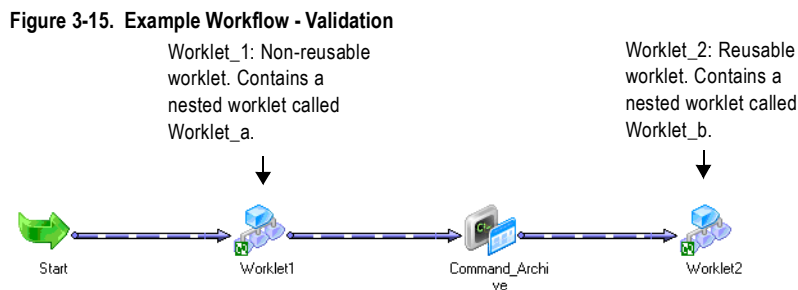 Figure 3-15. Example Workflow - Validation
Worklet_1: Non-reusable
worklet. Contains a
nested worklet called
Worklet_a.
Worklet_2: Reusable
worklet. Contains a
nested worklet called
Worklet_b.
Start
Worklet1
Command_Archi
ve
Worklet2